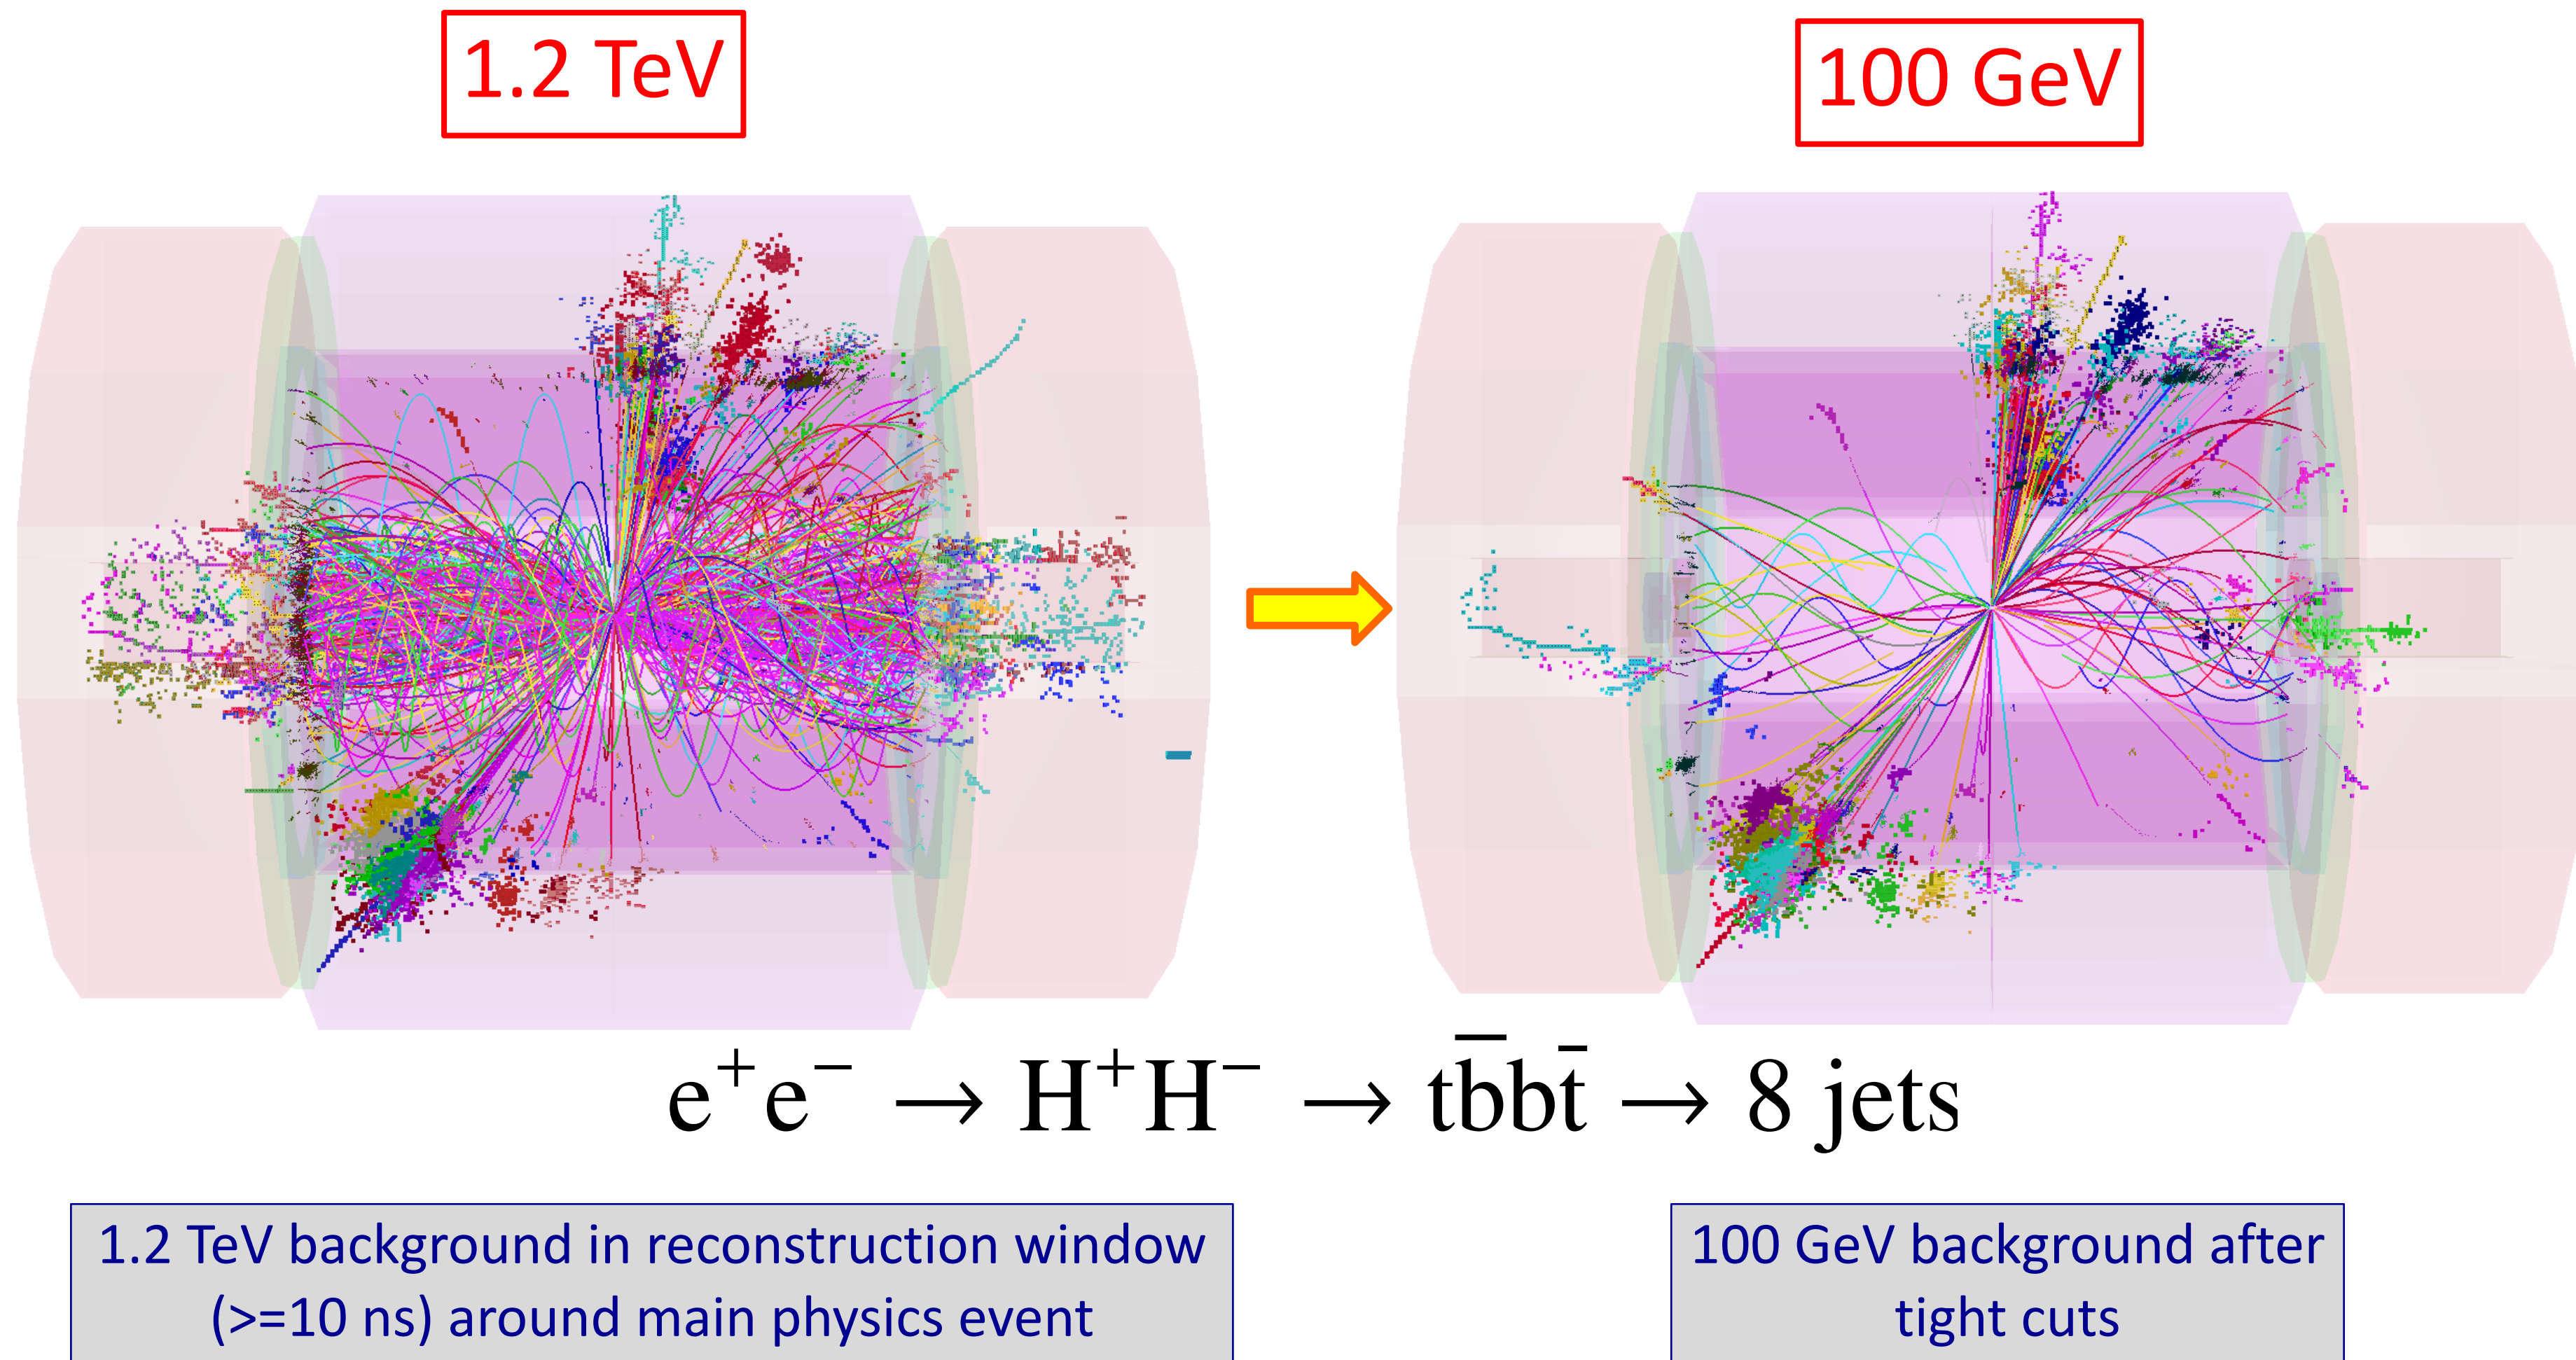 1.2 TeV
100 GeV
e⁺e⁻ → H⁺H⁻ → tb̄bt̄ → 8 jets
1.2 TeV background in reconstruction window
(>=10 ns) around main physics event
100 GeV background after
tight cuts